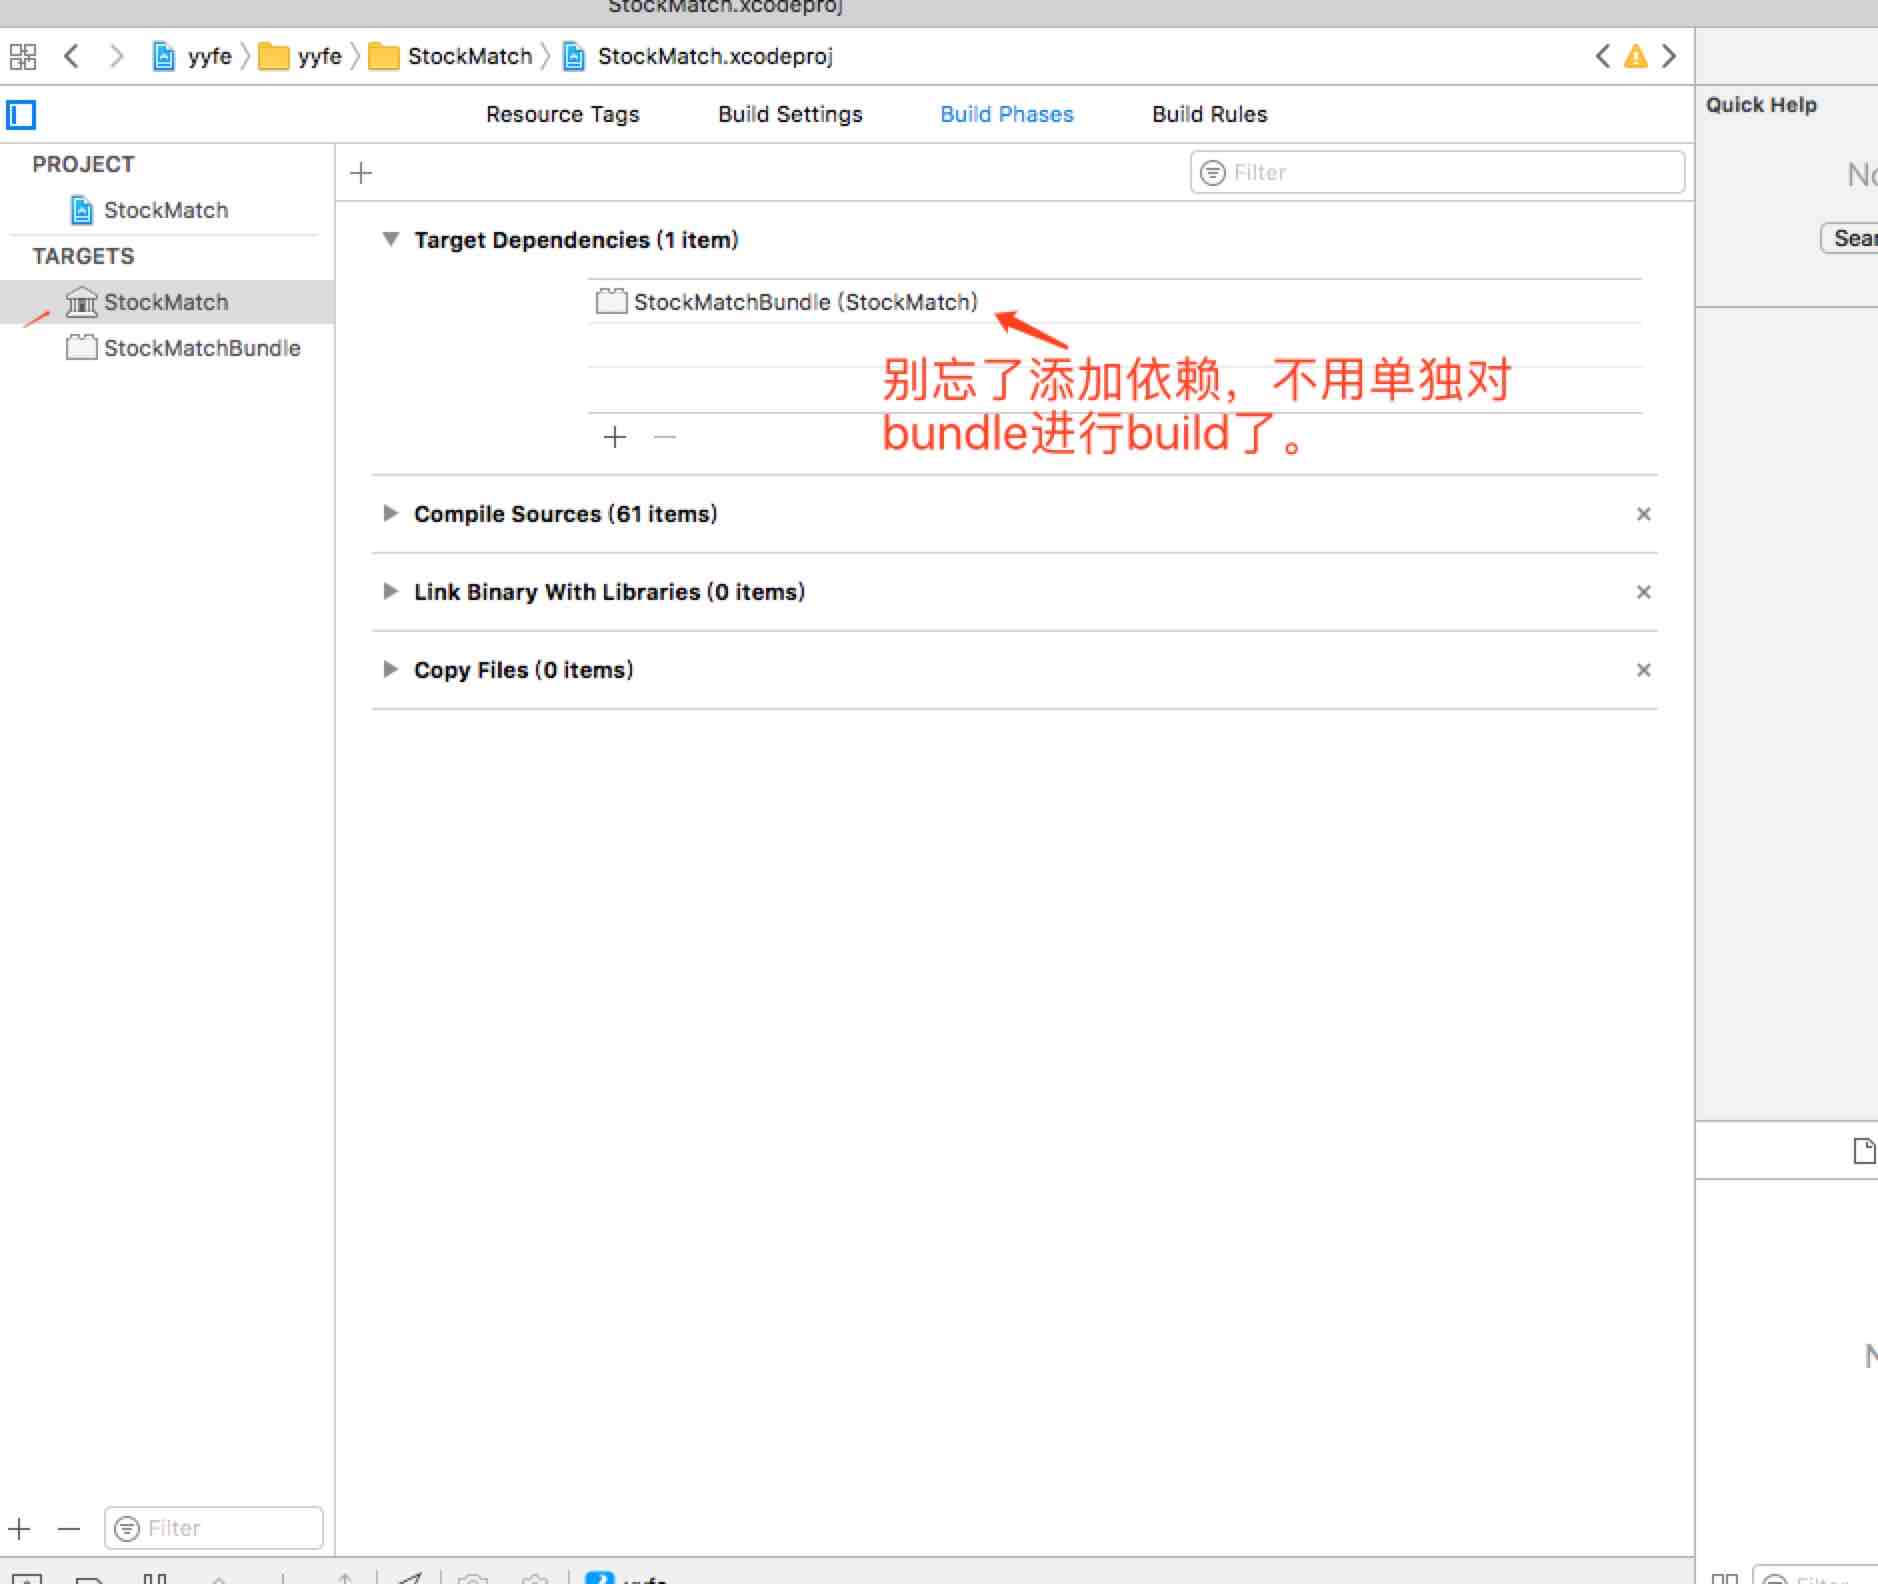 StockMatch.xcodeproj
yyfe
yyfe
StockMatch
StockMatch.xcodeproj
Resource Tags
Build Settings
Build Phases
Build Rules
Quick Help
PROJECT
StockMatch
TARGETS
StockMatch
StockMatchBundle
Filter
Target Dependencies (1 item)
StockMatchBundle (StockMatch)
别忘了添加依赖，不用单独对
bundle进行build了。
Compile Sources (61 items)
Link Binary With Libraries (0 items)
Copy Files (0 items)
Filter